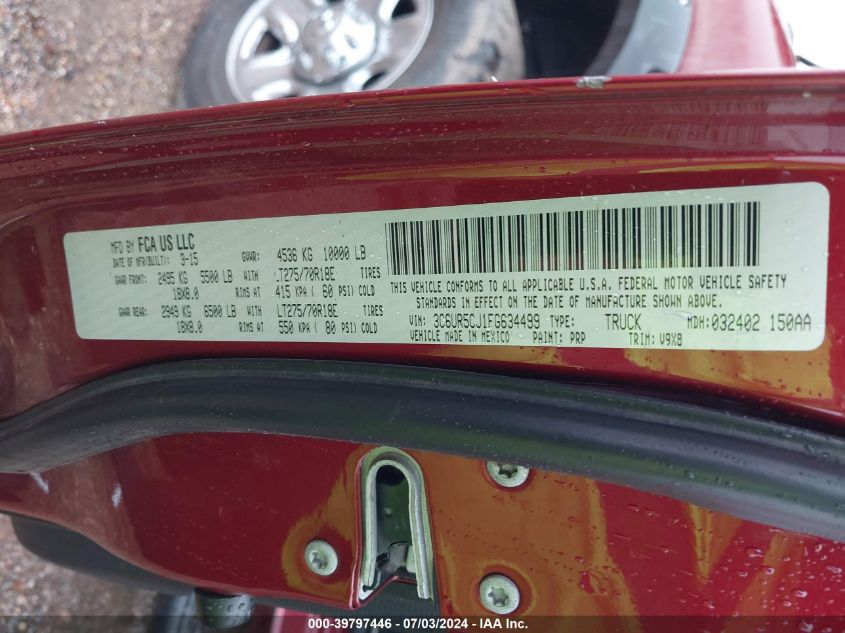 MFD BY FCA US LLC
DATE OF MFR(BUILT): 3-15 GVWR: 4536 KG 10000 LB
GAWR FRONT: 2495 KG 5500 LB WITH LT275/70R18E TIRES
18X8.0 RIMS AT 415 KPA ( 60 PSI) COLD
GAWR REAR: 2949 KG 6500 LB WITH LT275/70R18E TIRES
18X8.0 RIMS AT 550 KPA ( 80 PSI) COLD
THIS VEHICLE CONFORMS TO ALL APPLICABLE U.S.A. FEDERAL MOTOR VEHICLE SAFETY
STANDARDS IN EFFECT ON THE DATE OF MANUFACTURE SHOWN ABOVE.
VIN: 3C6UR5CJ1FG634499 TYPE: TRUCK MDH: 032402 150AA
VEHICLE MADE IN MEXICO PAINT: PRP TRIM: V9X8
000-39797446 - 07/03/2024 - IAA Inc.